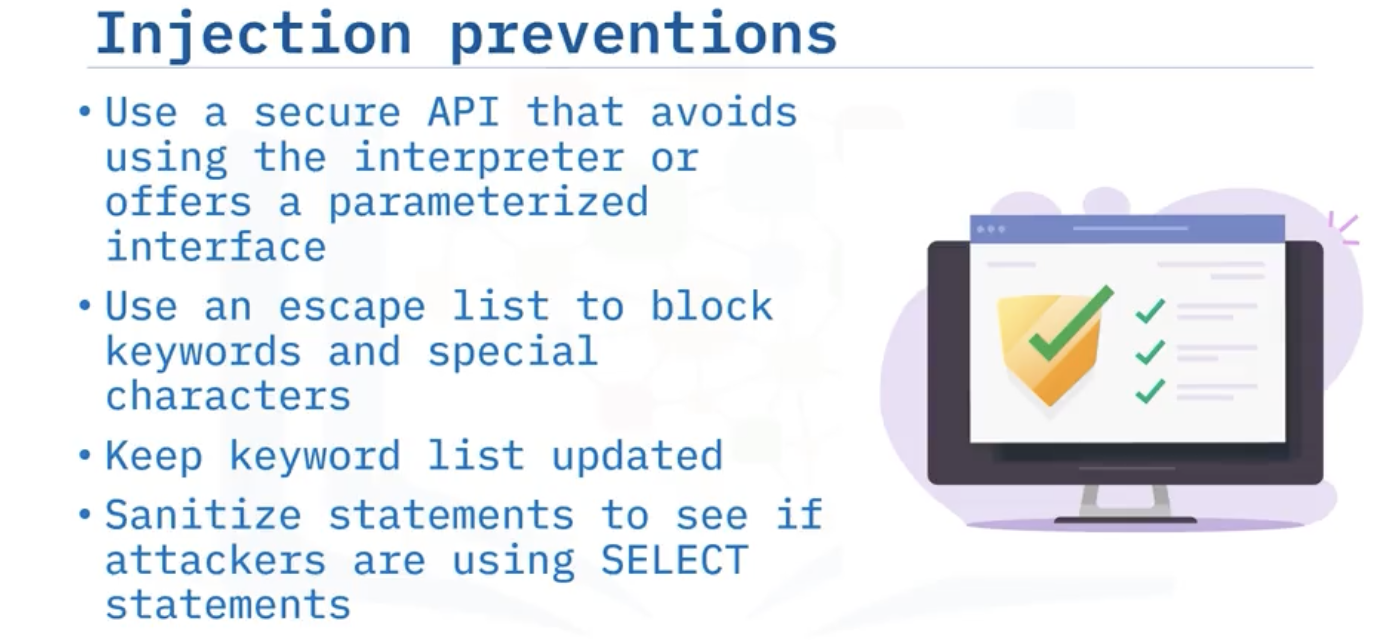 Injection preventions
• Use a secure API that avoids
using the interpreter or
offers a parameterized
interface
• Use an escape list to block
keywords and special
characters
• Keep keyword list updated
• Sanitize statements to see if
attackers are using SELECT
statements